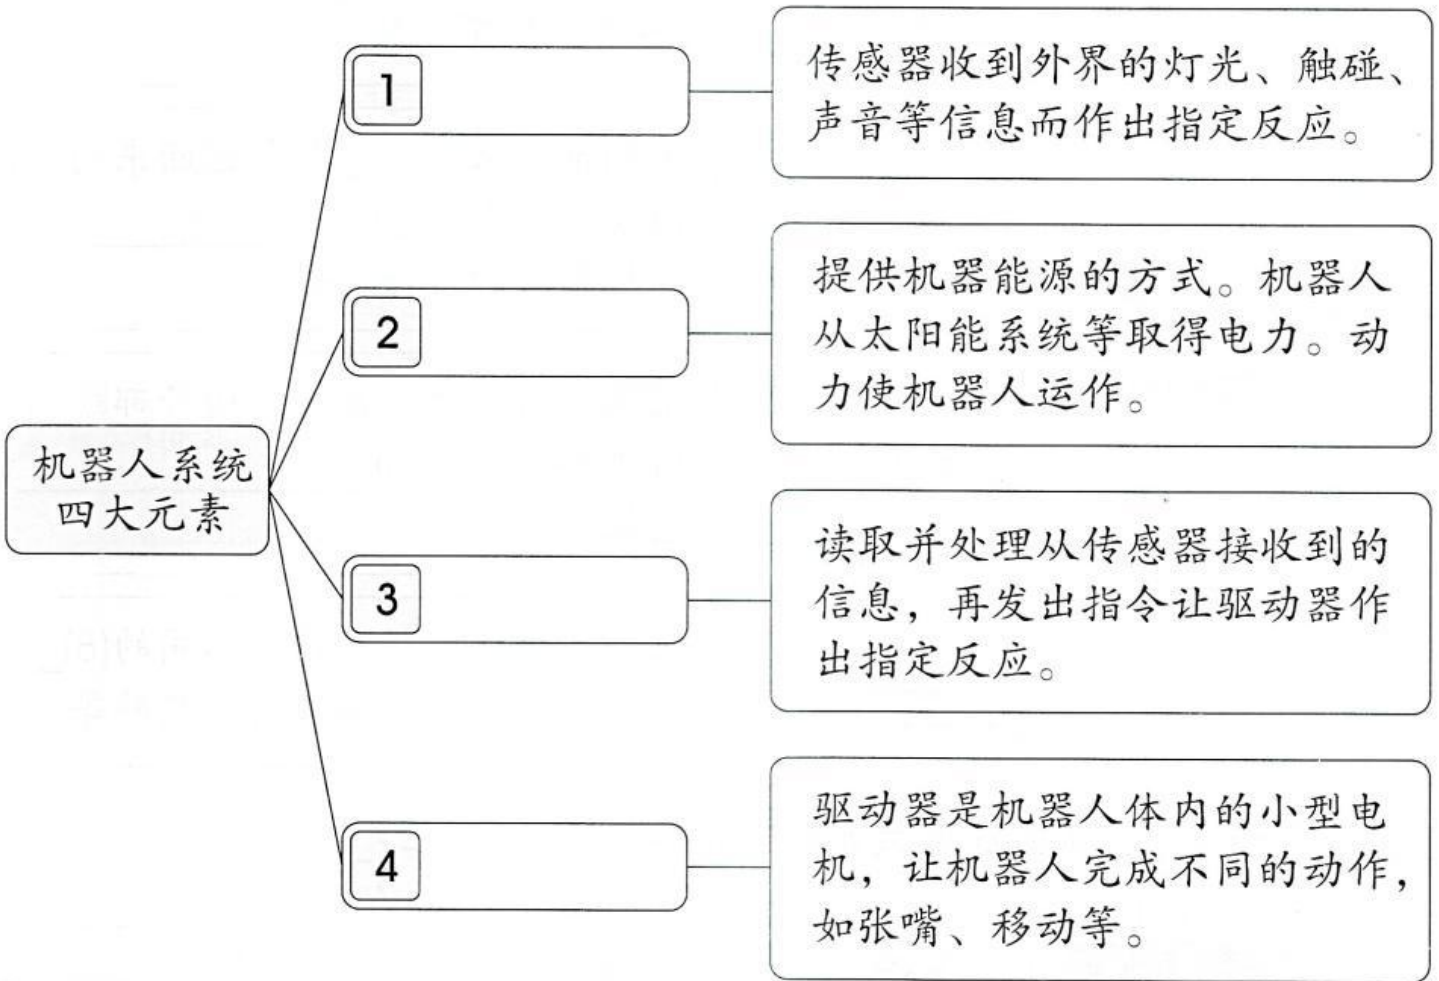 1
传感器收到外界的灯光、触碰、
声音等信息而作出指定反应。
2
提供机器能源的方式。机器人
从太阳能系统等取得电力。动
力使机器人运作。
机器人系统
四大元素
3
读取并处理从传感器接收到的
信息，再发出指令让驱动器作
出指定反应。
4
驱动器是机器人体内的小型电
机，让机器人完成不同的动作，
如张嘴、移动等。